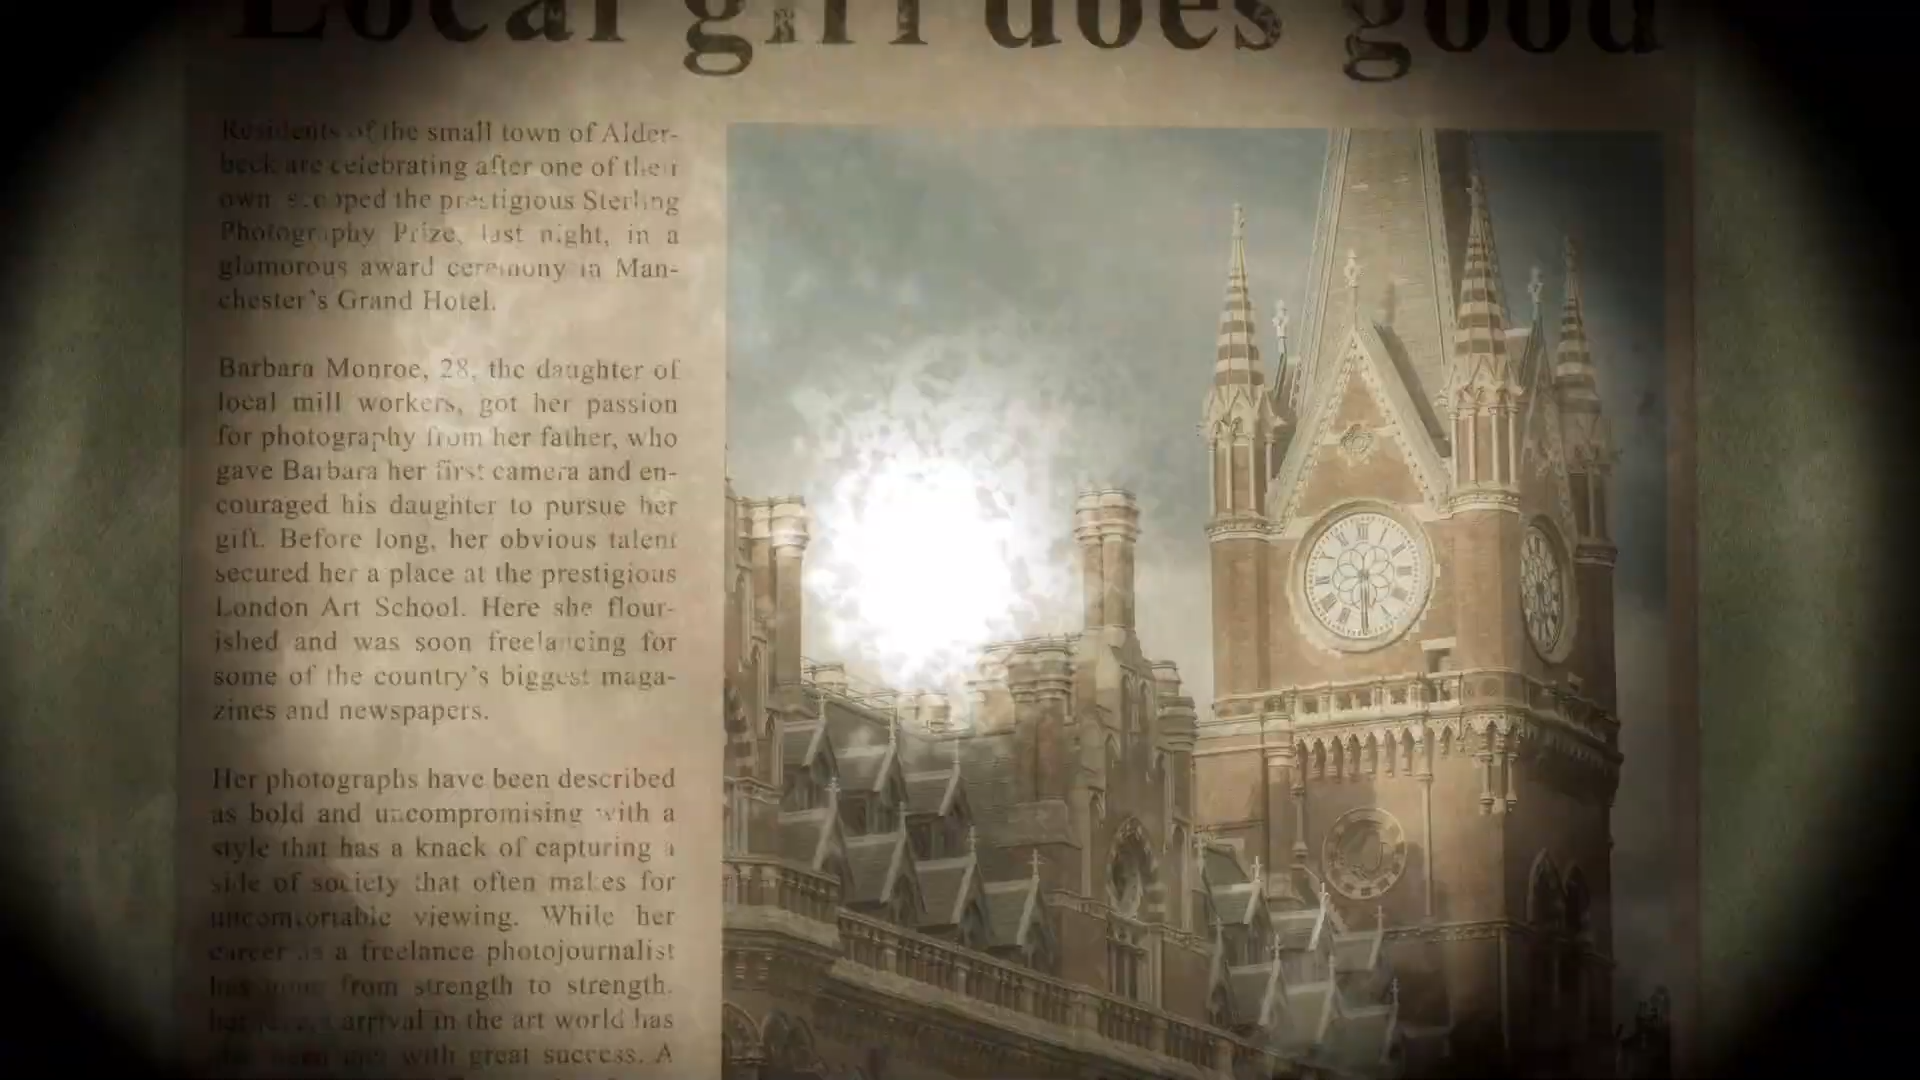 Local girl does good
Residents of the small town of Alder-
beck are celebrating after one of their
own scooped the prestigious Sterling
Photography Prize, last night, in a
glamorous award ceremony in Man-
chester's Grand Hotel.
Barbara Monroe, 28, the daughter of
local mill workers, got her passion
for photography from her father, who
gave Barbara her first camera and en-
couraged his daughter to pursue her
gift. Before long, her obvious talent
secured her a place at the prestigious
London Art School. Here she flour-
ished and was soon freelancing for
some of the country's biggest maga-
zines and newspapers.
Her photographs have been described
as bold and uncompromising with a
style that has a knack of capturing a
side of society that often makes for
uncomfortable viewing. While her
career as a freelance photojournalist
has gone from strength to strength,
arrival in the art world has
with great success. A